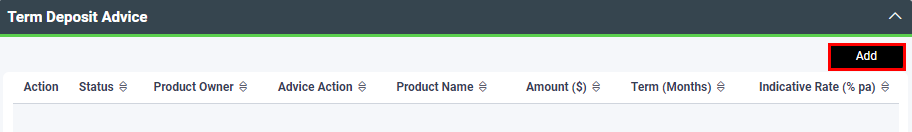 Term Deposit Advice
Add
Action Status Product Owner Advice Action Product Name Amount ($) Term (Months) Indicative Rate (% pa)